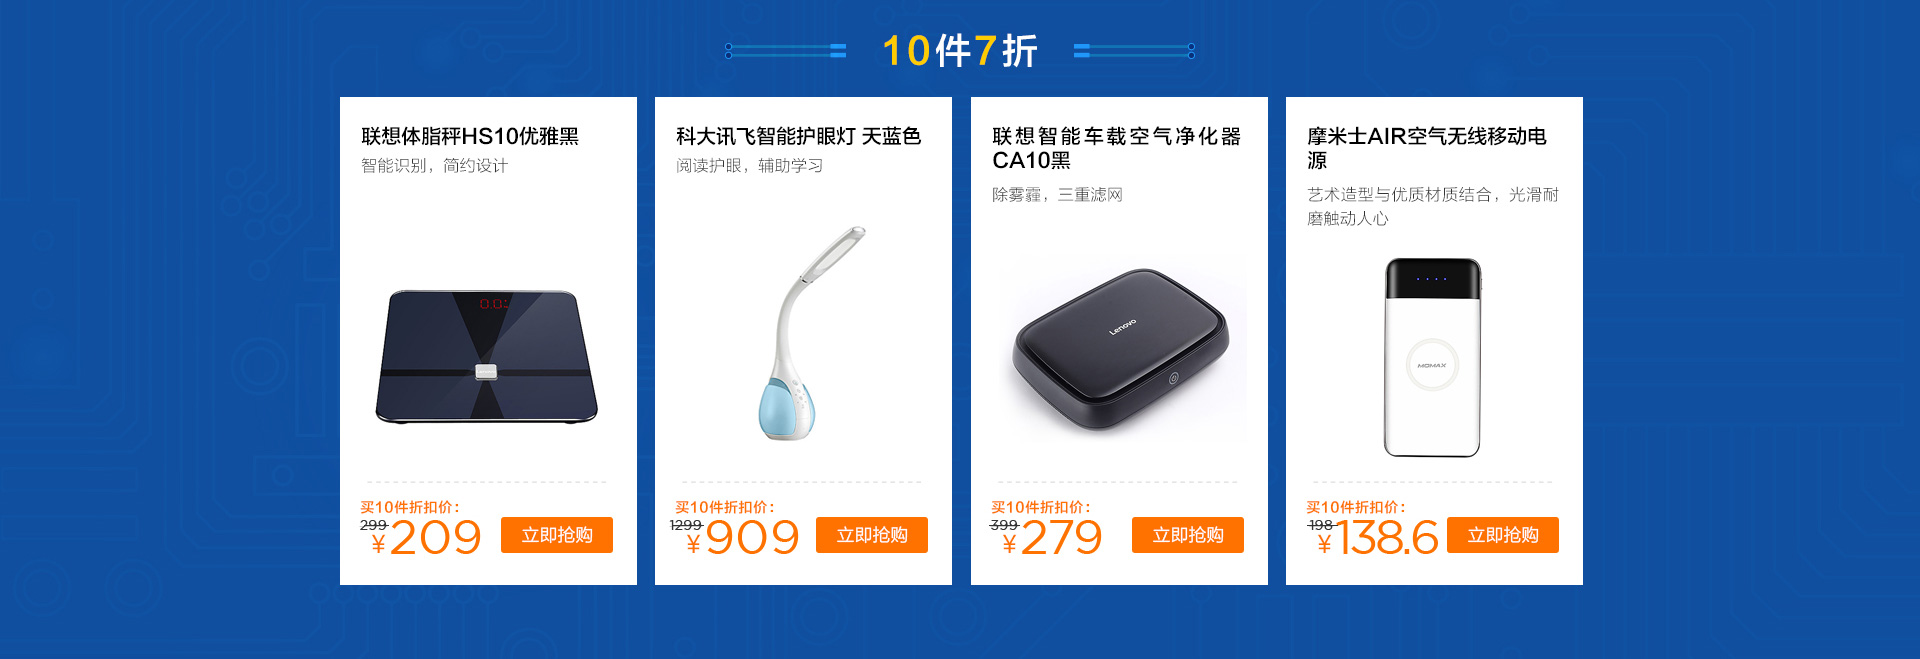 10件7折
联想体脂秤HS10优雅黑
智能识别，简约设计
0.0
买10件折扣价：
299
¥209
立即抢购
科大讯飞智能护眼灯 天蓝色
阅读护眼，辅助学习
买10件折扣价：
1299
¥909
立即抢购
联想智能车载空气净化器
CA10黑
除雾霾，三重滤网
Lenovo
买10件折扣价：
399
¥279
立即抢购
摩米士AIR空气无线移动电
源
艺术造型与优质材质结合，光滑耐
磨触动人心
MOMAX
买10件折扣价：
198
¥138.6
立即抢购